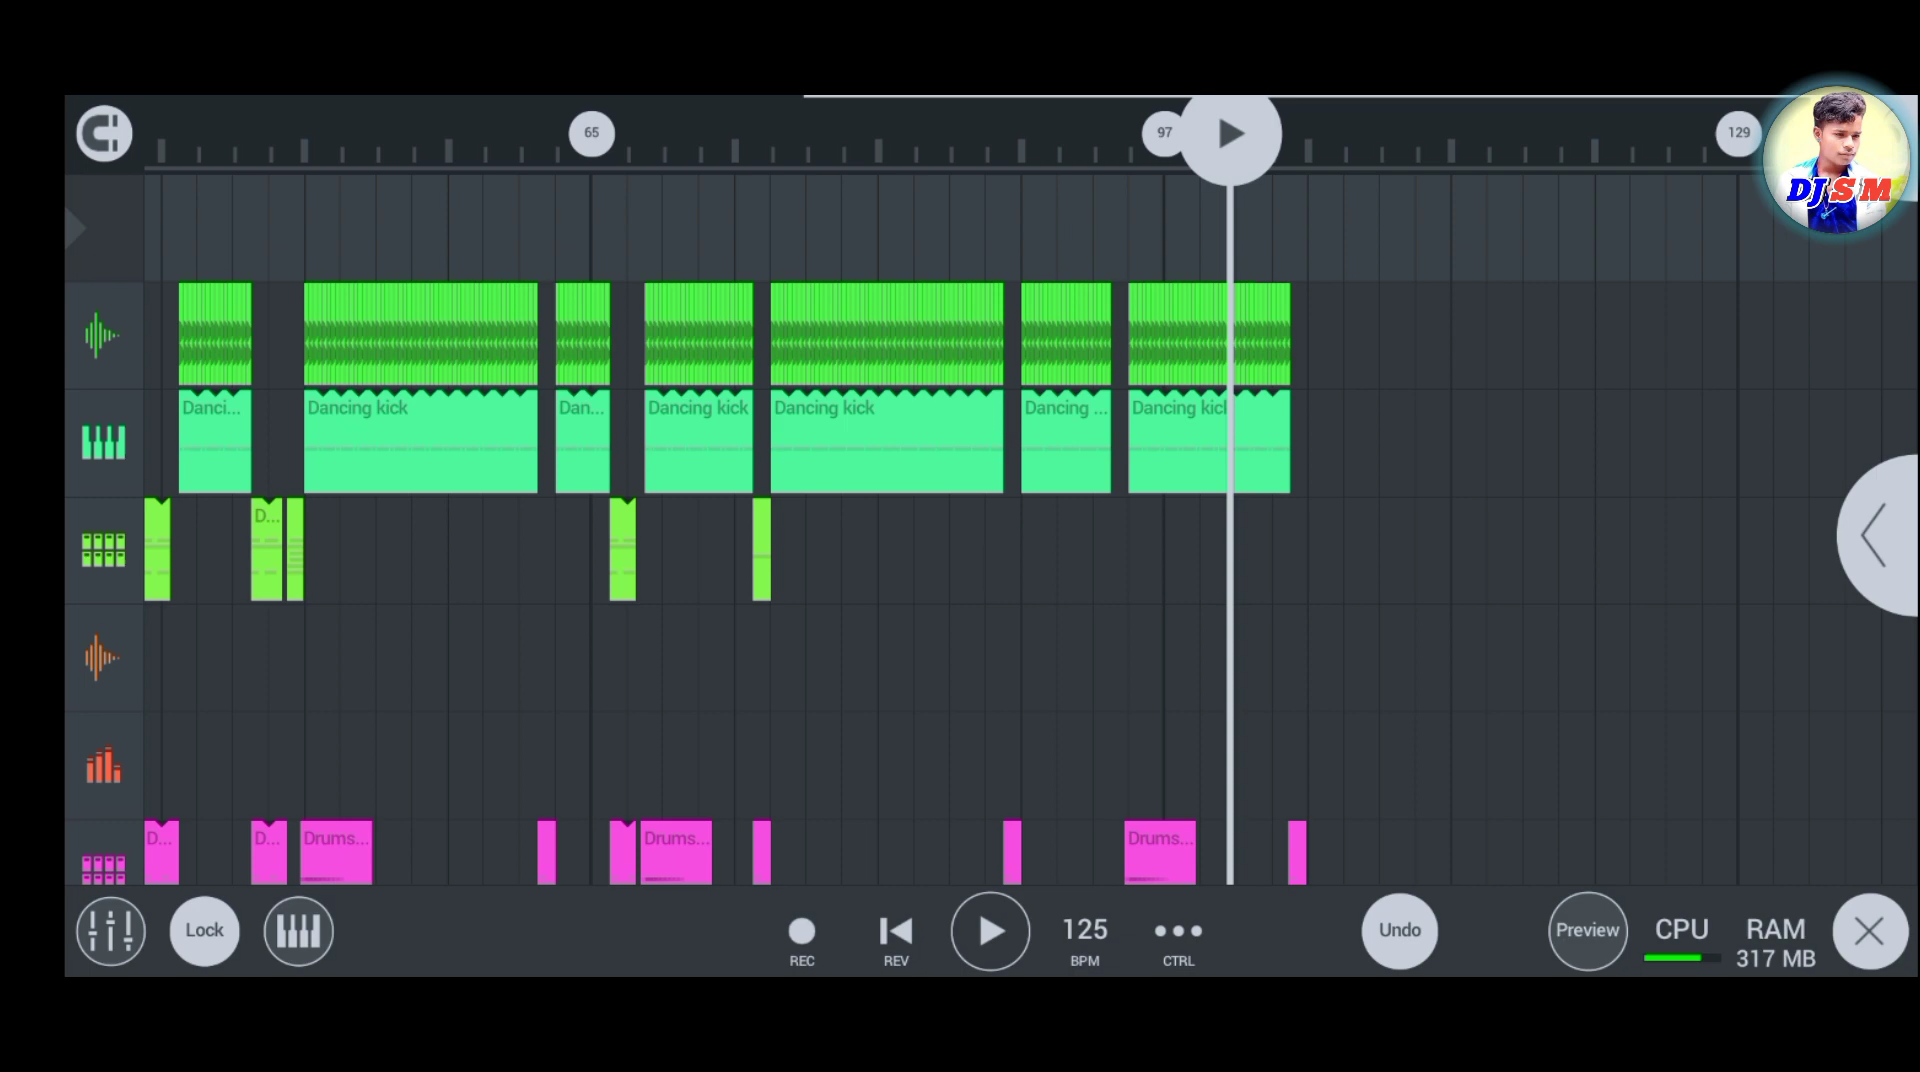 65
97
129
DJ S M
Danci...
Dancing kick
Dan...
Dancing kick
Dancing kick
Dancing ...
Dancing kick
D...
D...
D...
Drums...
Drums...
Drums...
Lock
REC
REV
125
BPM
CTRL
Undo
Preview
CPU
RAM
317 MB